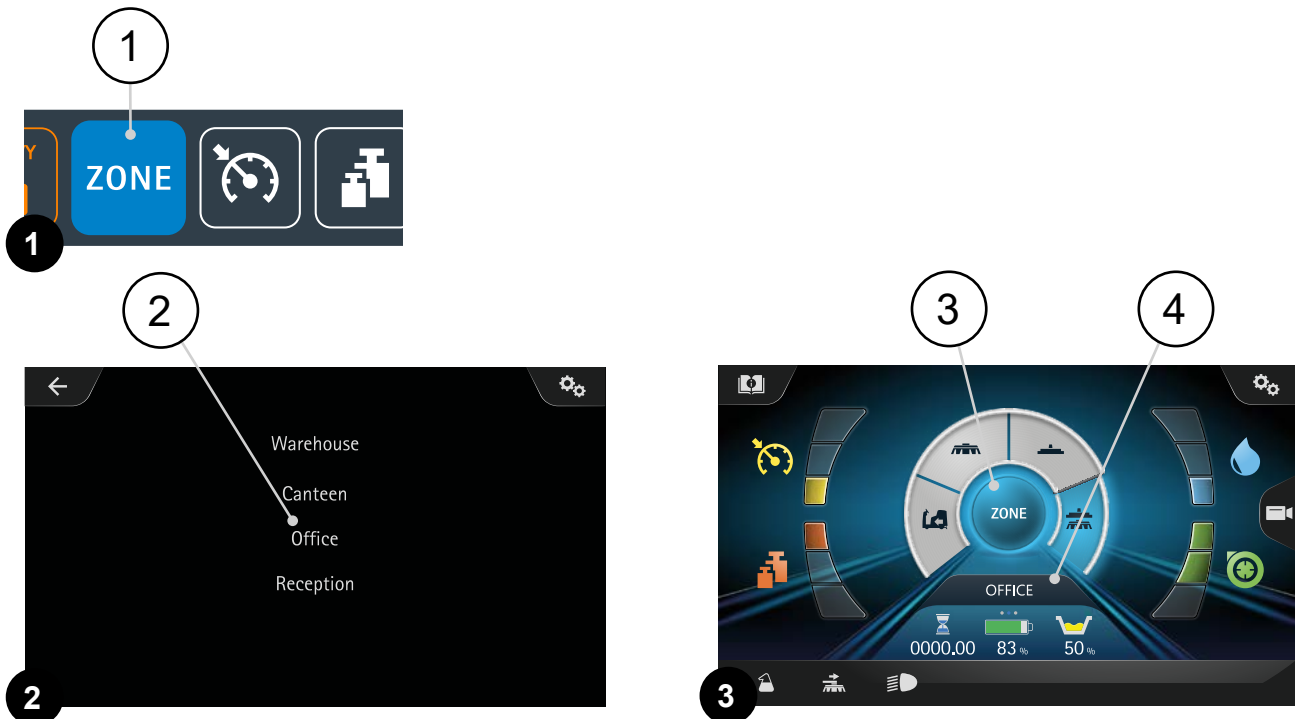 1
Y
ZONE
1
2
3
4
Warehouse
Canteen
Office
Reception
2
ZONE
OFFICE
0000.00 83 % 50 %
3